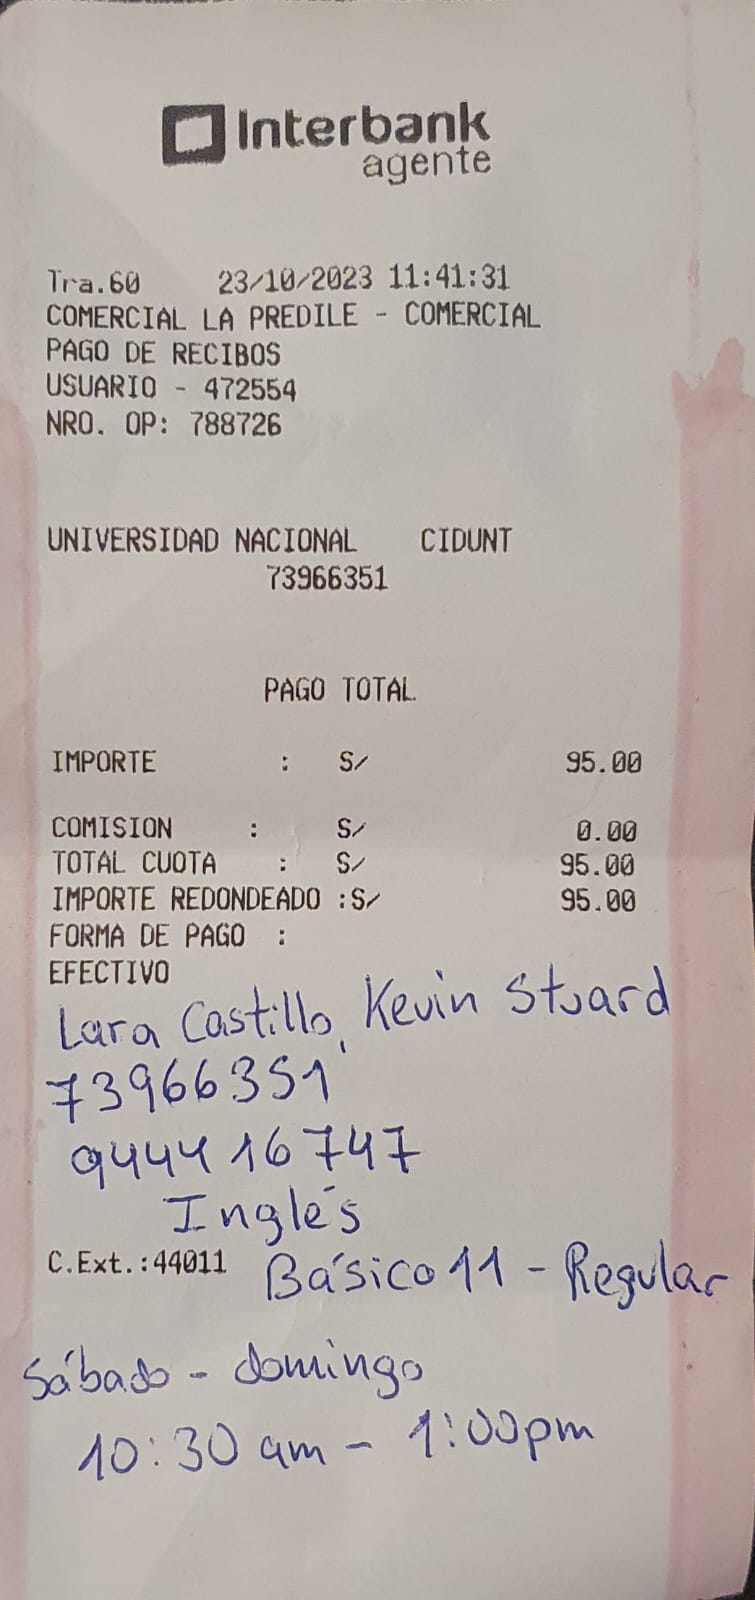 Interbank
agente
Tra.60 23/10/2023 11:41:31
COMERCIAL LA PREDILE - COMERCIAL
PAGO DE RECIBOS
USUARIO - 472554
NRO. OP: 788726
UNIVERSIDAD NACIONAL CIDUNT
73966351
PAGO TOTAL
IMPORTE : S/ 95.00
COMISION : S/ 0.00
TOTAL CUOTA : S/ 95.00
IMPORTE REDONDEADO :S/ 95.00
FORMA DE PAGO :
EFECTIVO
Lara Castillo, Kevin Stuard
73966351
944416747
Inglés
C.Ext.:44011 Básico 11 - Regular
Sábado - domingo
10:30 am - 1:00pm